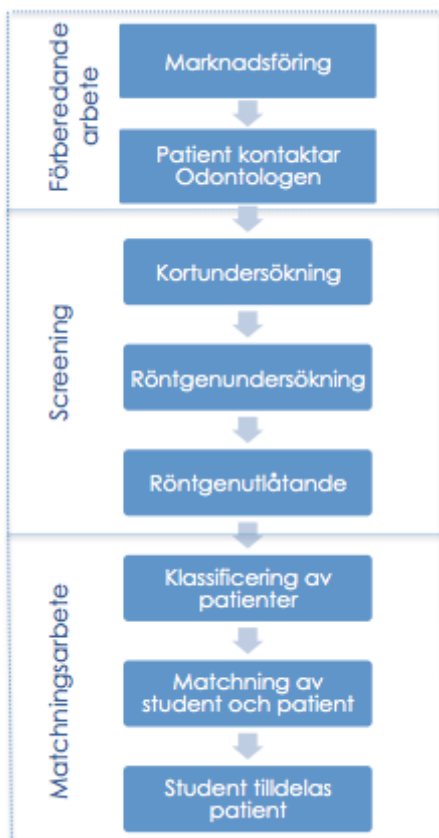 Förberedande
arbete
Marknadsföring
Patient kontaktar
Odontologen
Screening
Kortundersökning
Röntgenundersökning
Röntgenutlåtande
Matchningsarbete
Klassificering av
patienter
Matchning av
student och patient
Student tilldelas
patient